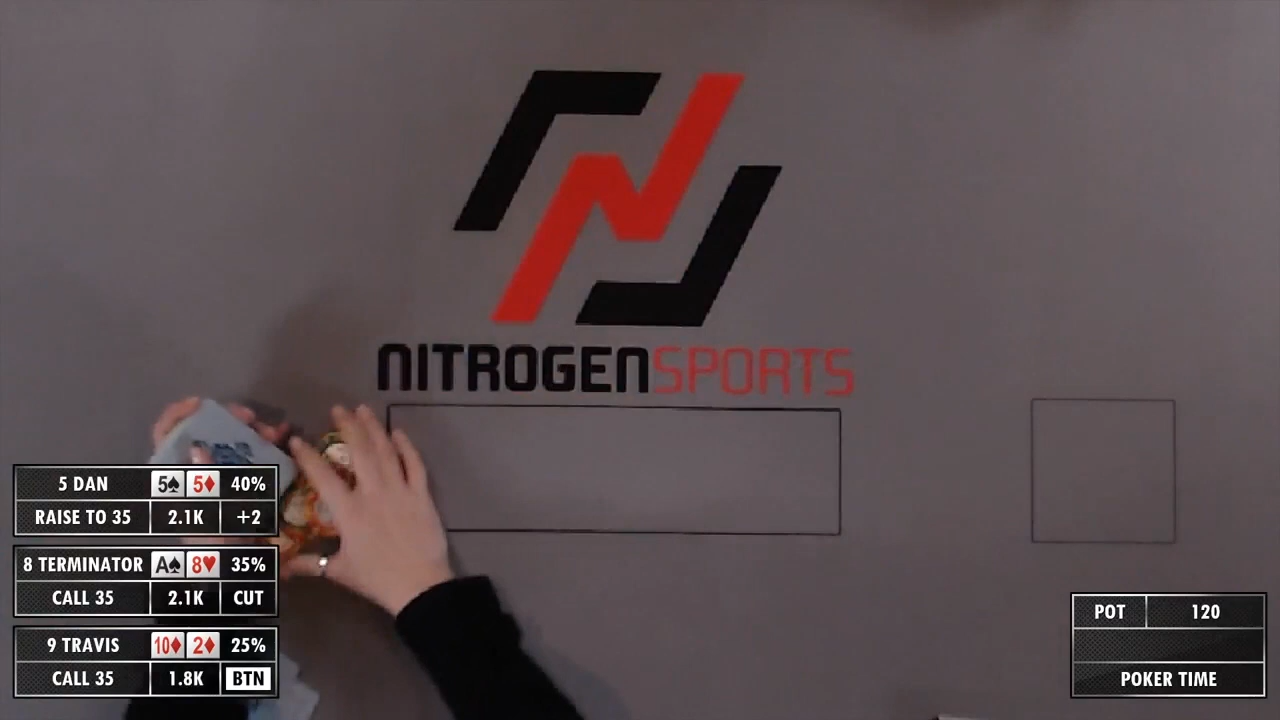 NITROGENSPORTS
5 DAN 5♠ 5♦ 40%
RAISE TO 35 2.1K +2
8 TERMINATOR A♠ 8♥ 35%
CALL 35 2.1K CUT
9 TRAVIS 10♦ 2♦ 25%
CALL 35 1.8K BTN
POT 120
POKER TIME